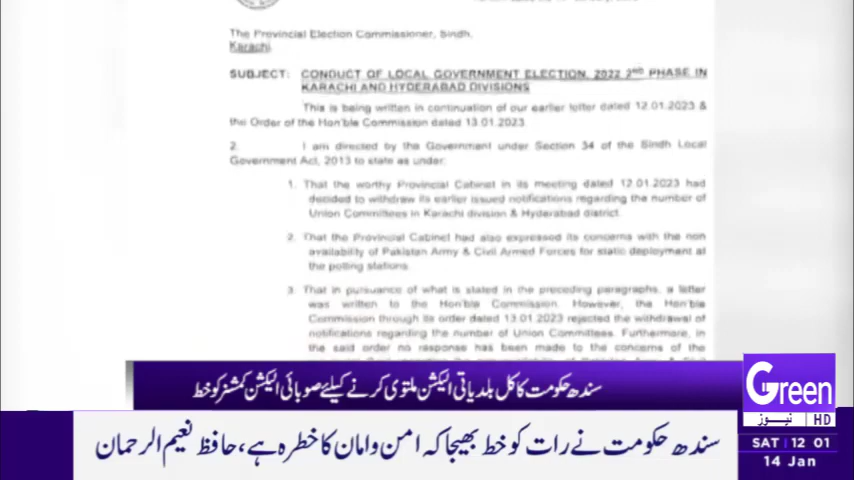 The Provincial Election Commissioner, Sindh,
Karachi.
SUBJECT: CONDUCT OF LOCAL GOVERNMENT ELECTION, 2022 2ND PHASE IN
KARACHI AND HYDERABAD DIVISIONS
This is being written in continuation of our earlier letter dated 12.01.2023 &
the Order of the Hon'ble Commission dated 13.01.2023.
2. I am directed by the Government under Section 34 of the Sindh Local
Government Act, 2013 to state as under:
1. That the worthy Provincial Cabinet in its meeting dated 12.01.2023 had
decided to withdraw its earlier issued notifications regarding the number of
Union Committees in Karachi division & Hyderabad district.
2. That the Provincial Cabinet had also expressed its concerns with the non
availability of Pakistan Army & Civil Armed Forces for static deployment at
the polling stations.
3. That in pursuance of what is stated in the preceding paragraphs, a letter
was written to the Hon'ble Commission. However, the Hon'ble
Commission through its order dated 13.01.2023 rejected the withdrawal of
notifications regarding the number of Union Committees. Furthermore, in
the said order no response has been made to the concerns of the
سندھ حکومت کا کل بلدیاتی الیکشن ملتوی کرنے کیلئے صوبائی الیکشن کمشنر کو خط
سندھ حکومت نے رات کو خط بھیجا کہ امن وامان کا خطرہ ہے، حافظ نعیم الرحمان
Green
نیوز HD
SAT 12 01
14 Jan